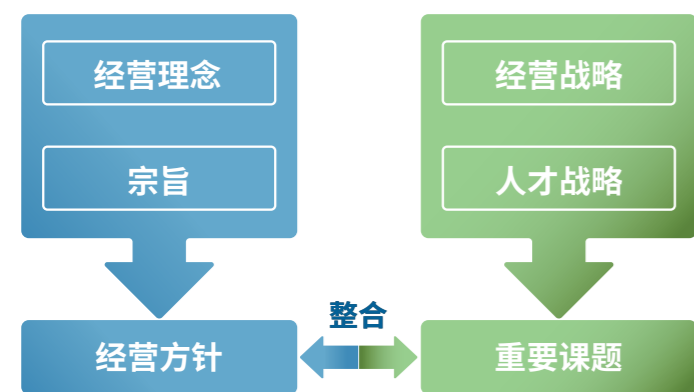 经营理念
宗旨
经营方针
整合
经营战略
人才战略
重要课题